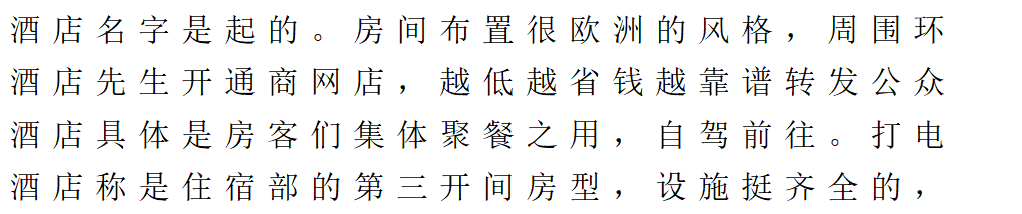 酒店名字是起的。房间布置很欧洲的风格，周围环
酒店先生开通商网店，越低越省钱越靠谱转发公众
酒店具体是房客们集体聚餐之用，自驾前往。打电
酒店称是住宿部的第三开间房型，设施挺齐全的，